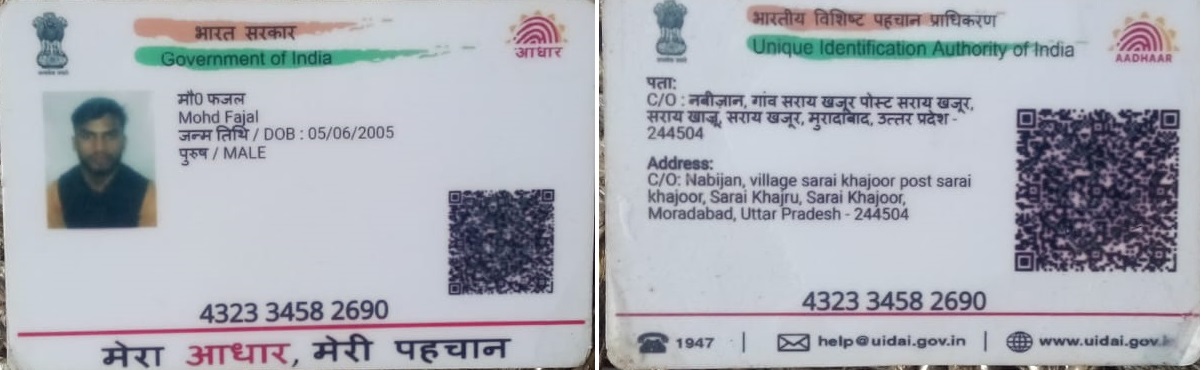 भारत सरकार
Government of India
आधार
मौ0 फजल
Mohd Fajal
जन्म तिथि / DOB : 05/06/2005
पुरुष / MALE
4323 3458 2690
मेरा आधार, मेरी पहचान
भारतीय विशिष्ट पहचान प्राधिकरण
Unique Identification Authority of India
AADHAAR
पता:
C/O : नबीज़ान, गांव सराय खजूर पोस्ट सराय खजूर,
सराय खाजू, सराय खजूर, मुरादाबाद, उत्तर प्रदेश -
244504
Address:
C/O: Nabijan, village sarai khajoor post sarai
khajoor, Sarai Khajru, Sarai Khajoor,
Moradabad, Uttar Pradesh - 244504
4323 3458 2690
1947
help@uidai.gov.in
www.uidai.gov.in